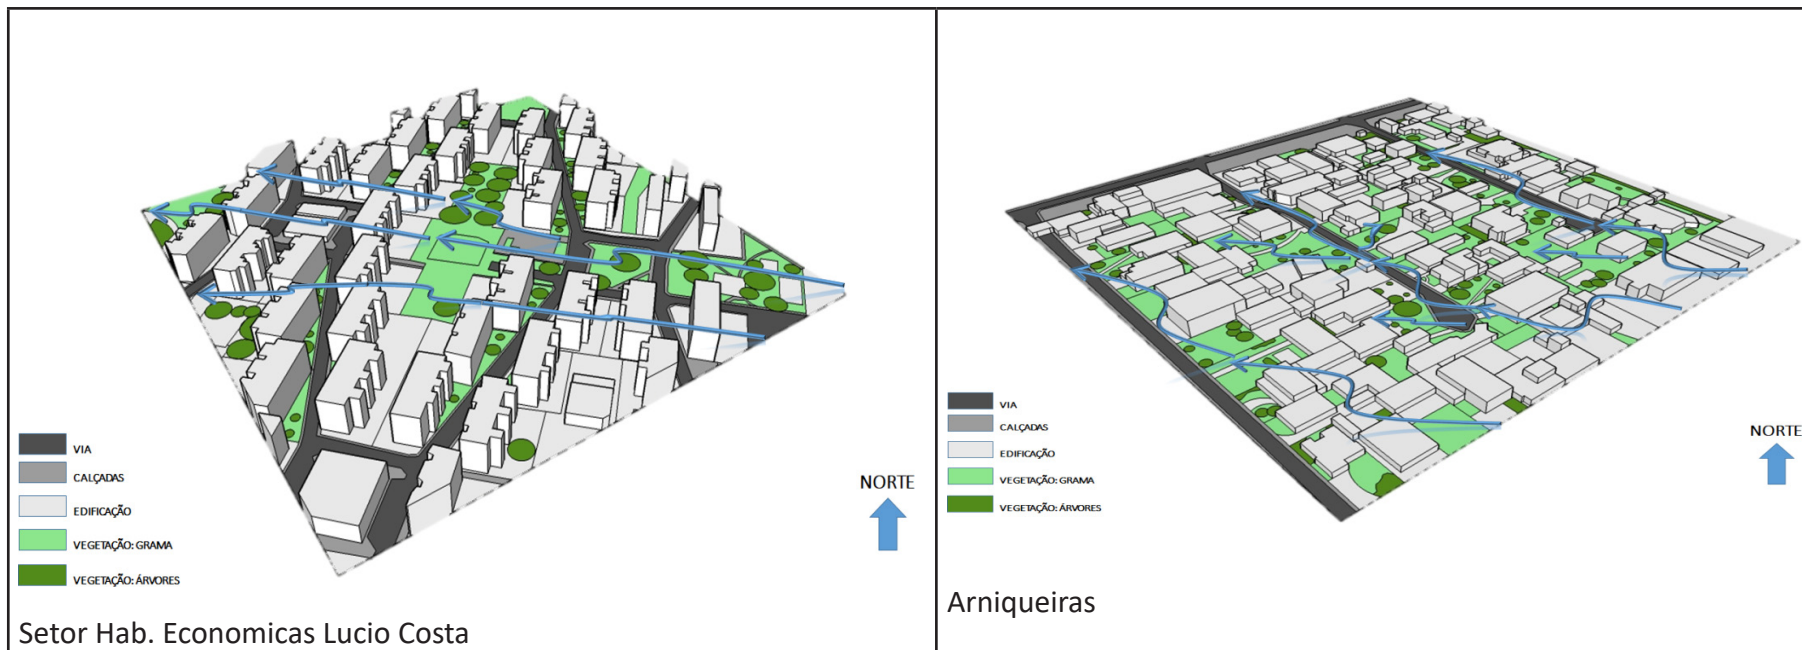 VIA
CALÇADAS
EDIFICAÇÃO
VEGETAÇÃO: GRAMA
VEGETAÇÃO: ÁRVORES
NORTE
Setor Hab. Economicas Lucio Costa
VIA
CALÇADAS
EDIFICAÇÃO
VEGETAÇÃO: GRAMA
VEGETAÇÃO: ÁRVORES
NORTE
Arniqueiras